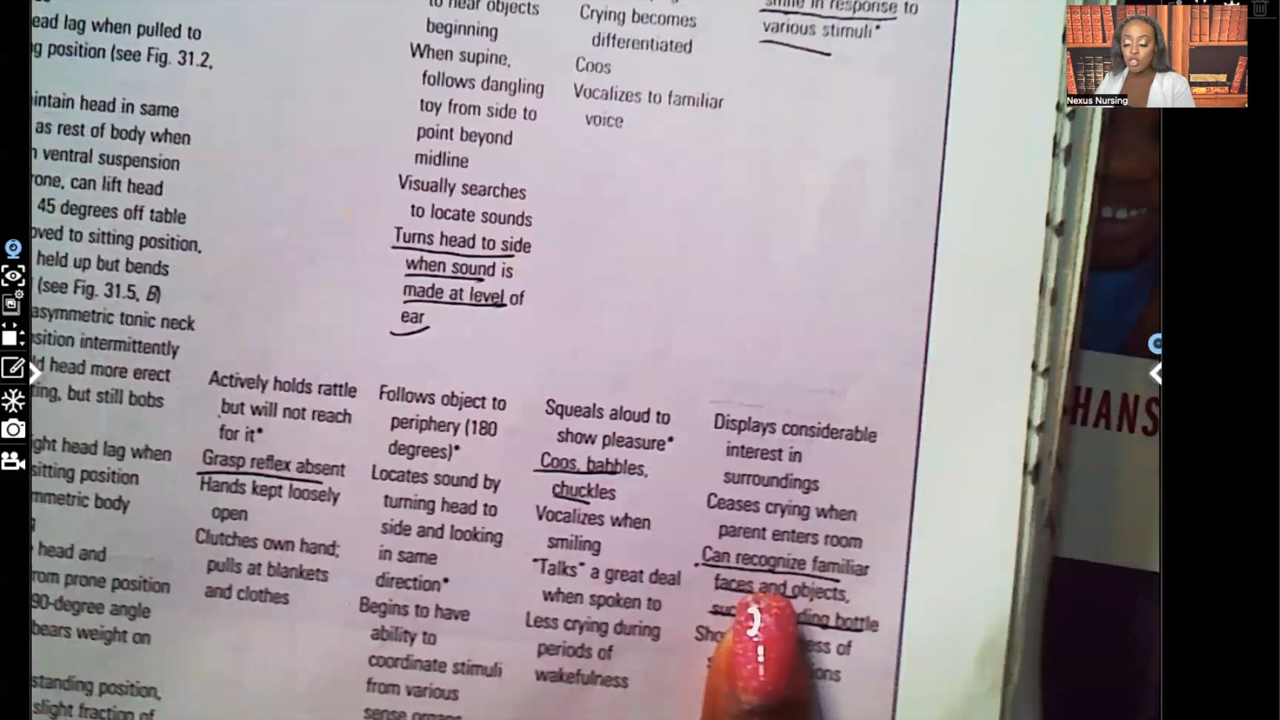 ead lag when pulled to
g position (see Fig. 31.2,
intain head in same
as rest of body when
ventral suspension
rone, can lift head
45 degrees off table
oved to sitting position,
held up but bends
(see Fig. 31.5, B)
asymmetric tonic neck
sition intermittently
d head more erect
ting, but still bobs
ght head lag when
sitting position
mmetric body
head and
rom prone position
90-degree angle
bears weight on
standing position,
slight fraction of
Actively holds rattle
but will not reach
for it*
Grasp reflex absent
Hands kept loosely
open
Clutches own hand;
pulls at blankets
and clothes
to near objects
beginning
When supine,
follows dangling
toy from side to
point beyond
midline
Visually searches
to locate sounds
Turns head to side
when sound is
made at level of
ear
Follows object to
periphery (180
degrees)*
Locates sound by
turning head to
side and looking
in same
direction*
Begins to have
ability to
coordinate stimuli
from various
sense organs
Crying becomes
differentiated
Coos
Vocalizes to familiar
voice
Squeals aloud to
show pleasure*
Coos, babbles,
chuckles
Vocalizes when
smiling
"Talks" a great deal
when spoken to
Less crying during
periods of
wakefulness
smile in response to
various stimuli*
Displays considerable
interest in
surroundings
Ceases crying when
parent enters room
Can recognize familiar
faces and objects,
ding bottle
ess of
ions
Nexus Nursing
HANS